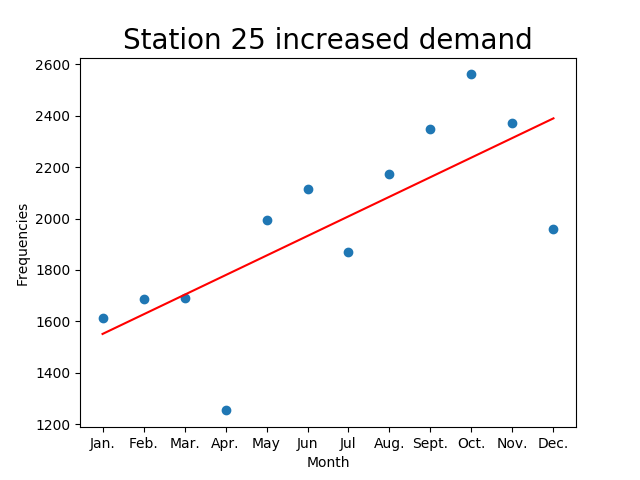 Station 25 increased demand
2600
2400
2200
2000
1800
1600
1400
1200
Frequencies
Jan. Feb. Mar. Apr. May Jun Jul Aug. Sept. Oct. Nov. Dec.
Month